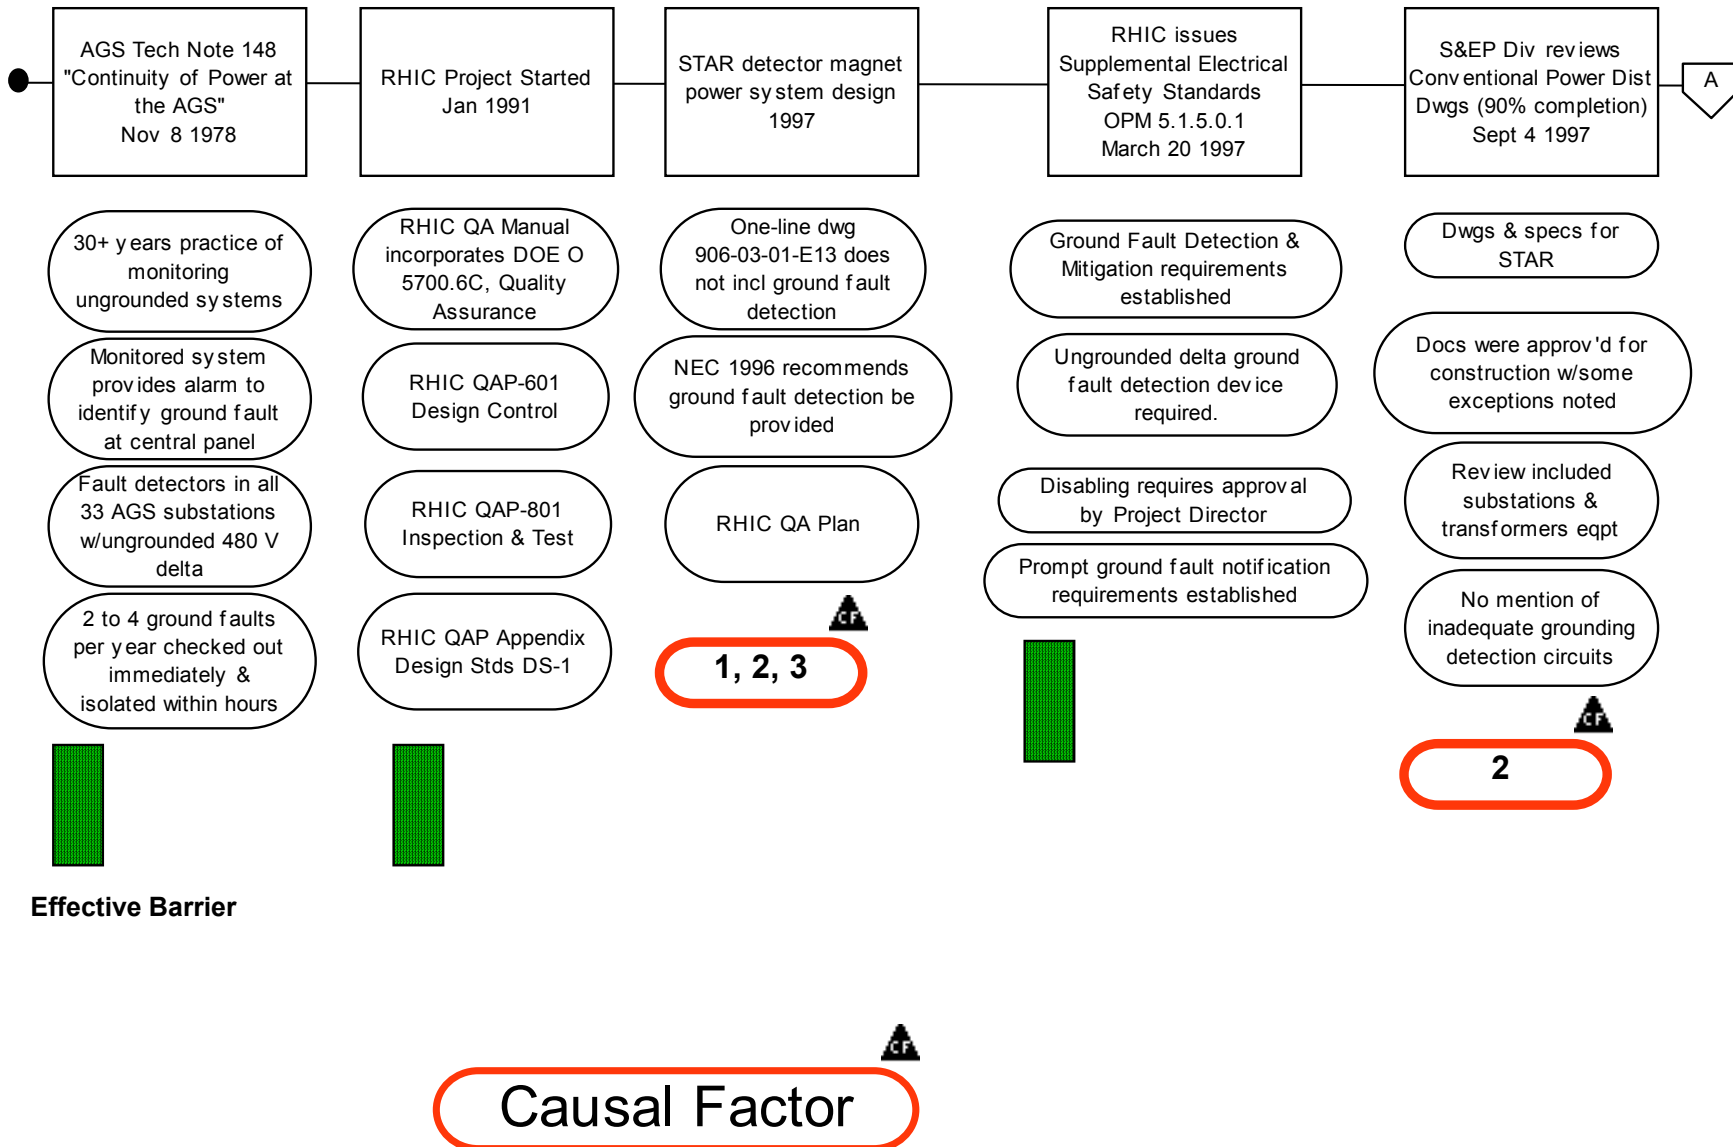 AGS Tech Note 148
"Continuity of Power at
the AGS"
Nov 8 1978
RHIC Project Started
Jan 1991
STAR detector magnet
power system design
1997
RHIC issues
Supplemental Electrical
Safety Standards
OPM 5.1.5.0.1
March 20 1997
S&EP Div reviews
Conventional Power Dist
Dwgs (90% completion)
Sept 4 1997
A
30+ years practice of
monitoring
ungrounded systems
Monitored system
provides alarm to
identify ground fault
at central panel
Fault detectors in all
33 AGS substations
w/ungrounded 480 V
delta
2 to 4 ground faults
per year checked out
immediately &
isolated within hours
RHIC QA Manual
incorporates DOE O
5700.6C, Quality
Assurance
RHIC QAP-601
Design Control
RHIC QAP-801
Inspection & Test
RHIC QAP Appendix
Design Stds DS-1
One-line dwg
906-03-01-E13 does
not incl ground fault
detection
NEC 1996 recommends
ground fault detection be
provided
RHIC QA Plan
CF
1, 2, 3
Ground Fault Detection &
Mitigation requirements
established
Ungrounded delta ground
fault detection device
required.
Disabling requires approval
by Project Director
Prompt ground fault notification
requirements established
Dwgs & specs for
STAR
Docs were approv'd for
construction w/some
exceptions noted
Review included
substations &
transformers eqpt
No mention of
inadequate grounding
detection circuits
CF
2
Effective Barrier
CF
Causal Factor